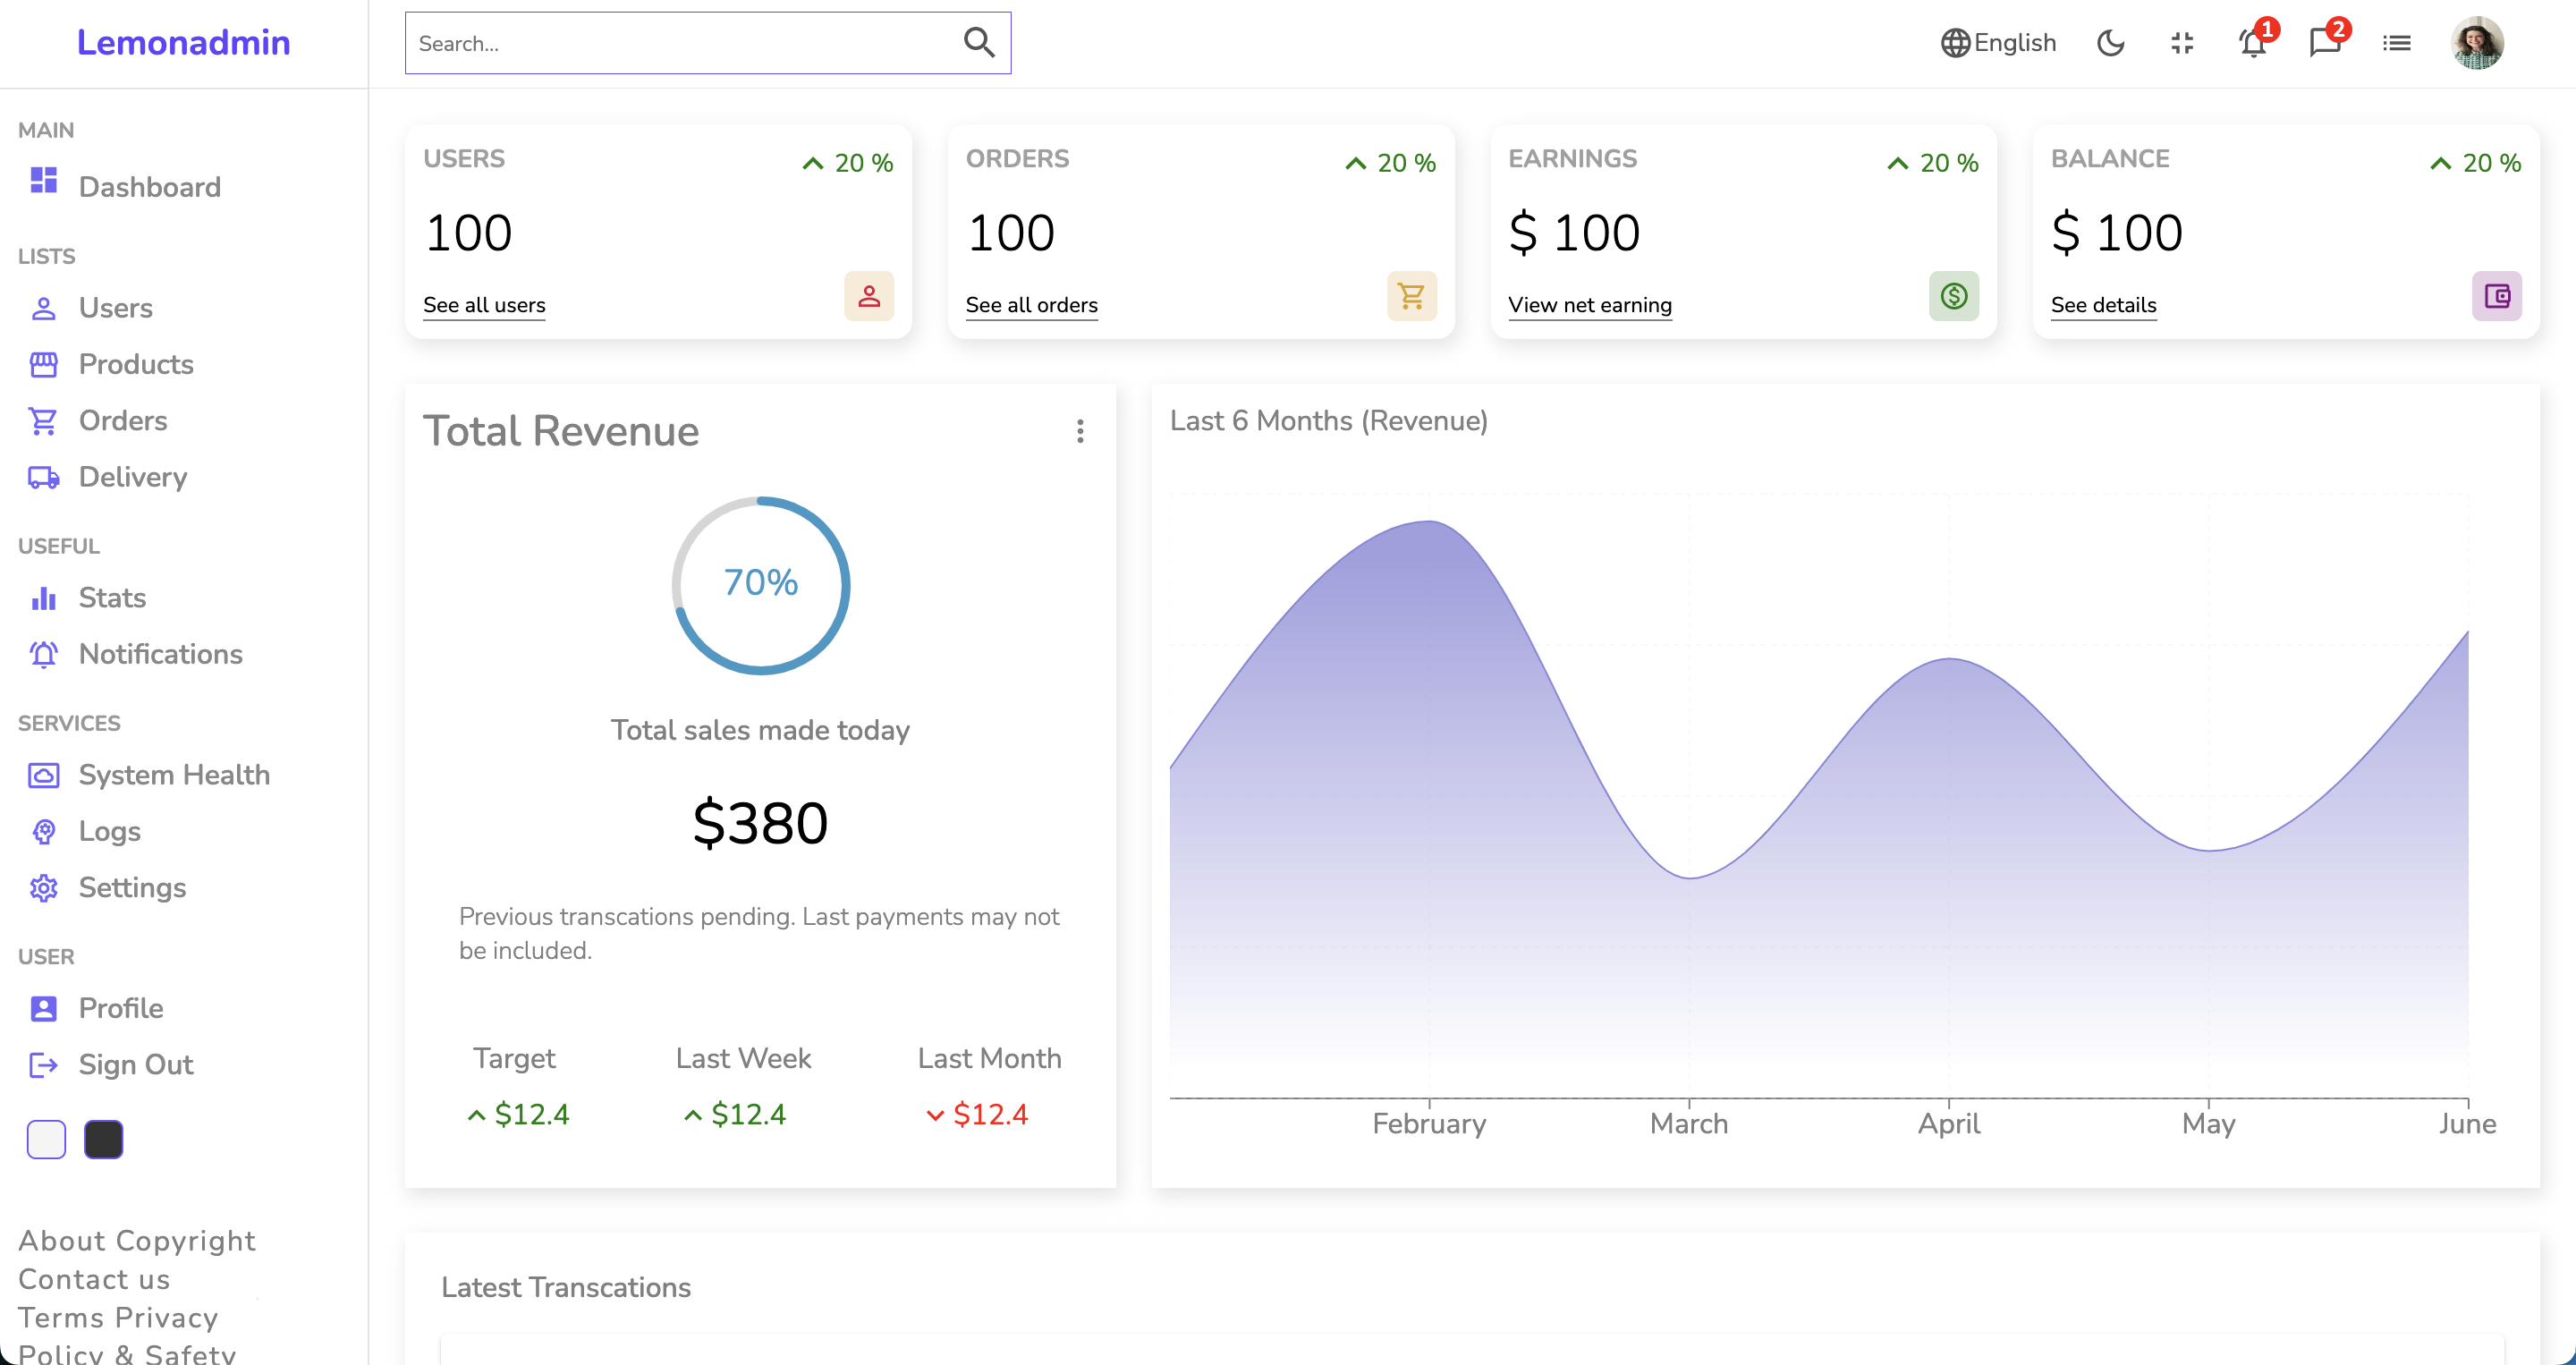 Lemonadmin
Search...
English
1
2
MAIN
Dashboard
LISTS
Users
Products
Orders
Delivery
USEFUL
Stats
Notifications
SERVICES
System Health
Logs
Settings
USER
Profile
Sign Out
About Copyright
Contact us
Terms Privacy
Policy & Safety
USERS
20 %
100
See all users
ORDERS
20 %
100
See all orders
EARNINGS
20 %
$ 100
View net earning
BALANCE
20 %
$ 100
See details
Total Revenue
70%
Total sales made today
$380
Previous transcations pending. Last payments may not
be included.
Target
$12.4
Last Week
$12.4
Last Month
$12.4
Last 6 Months (Revenue)
February
March
April
May
June
Latest Transcations